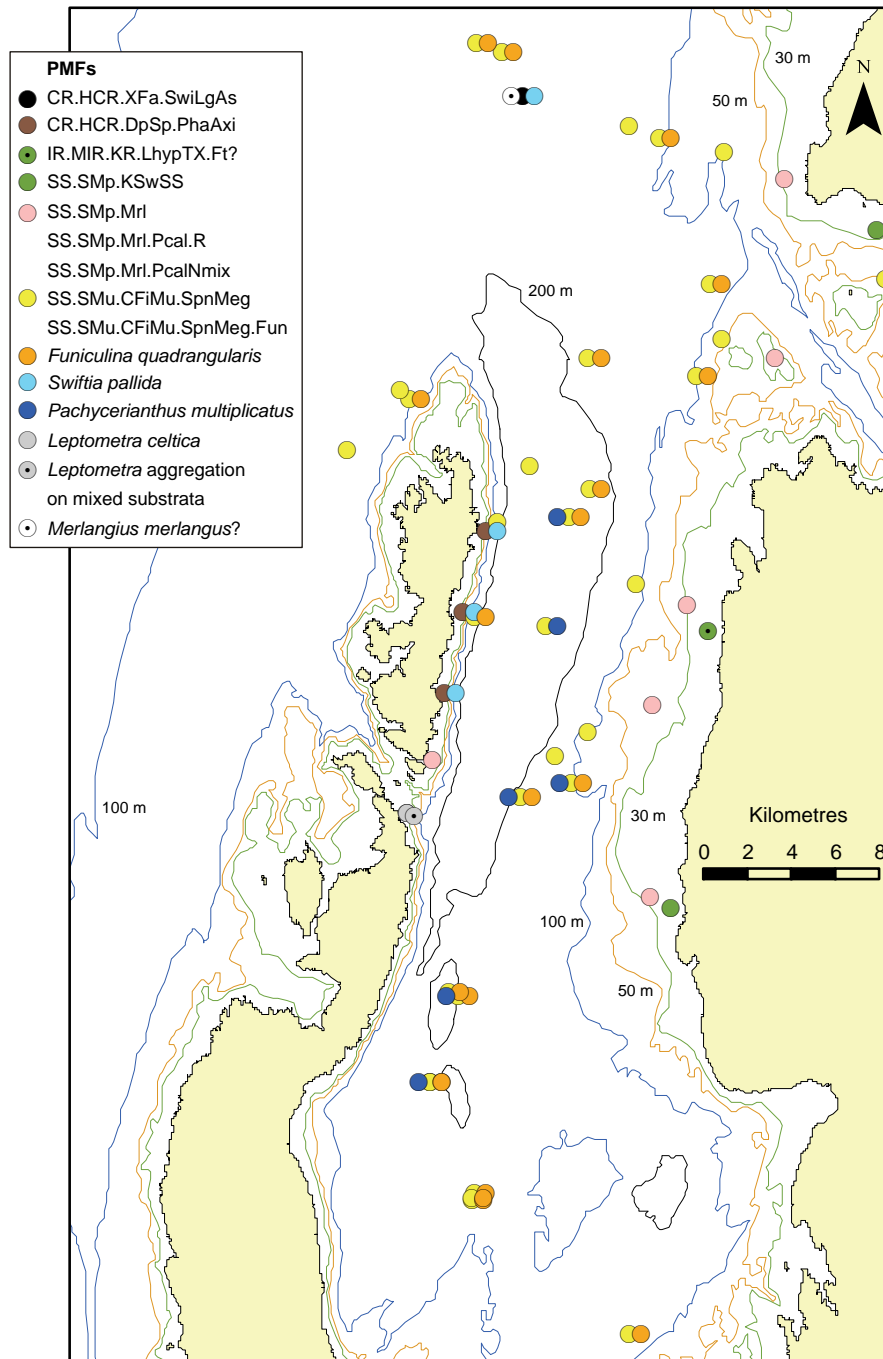 PMFs
CR.HCR.XFa.SwiLgAs
CR.HCR.DpSp.PhaAxi
IR.MIR.KR.LhypTX.Ft?
SS.SMp.KSwSS
SS.SMp.Mrl
SS.SMp.Mrl.Pcal.R
SS.SMp.Mrl.PcalNmix
SS.SMu.CFiMu.SpnMeg
SS.SMu.CFiMu.SpnMeg.Fun
Funiculina quadrangularis
Swiftia pallida
Pachycerianthus multiplicatus
Leptometra celtica
Leptometra aggregation
on mixed substrata
Merlangius merlangus?
30 m
N
50 m
200 m
100 m
30 m
Kilometres
0 2 4 6 8
100 m
50 m